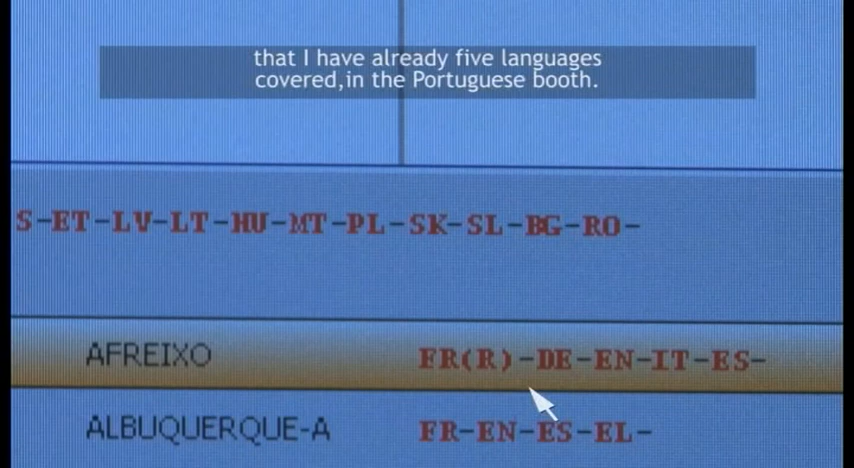 that I have already five languages
covered,in the Portuguese booth.
S-ET-LV-LT-HU-MT-PL-SK-SL-BG-RO-
AFREIXO FR(R)-DE-EN-IT-ES-
ALBUQUERQUE-A FR-EN-ES-EL-